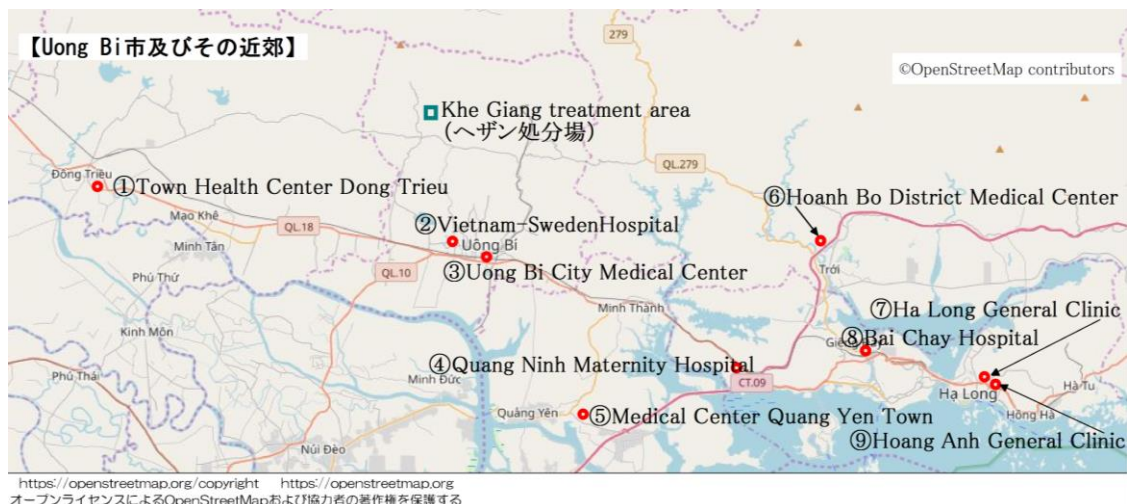 【Uong Bi市及びその近郊】
279
©OpenStreetMap contributors
Khe Giang treatment area
(ヘザン処分場)
QL.279
Đông Triều
①Town Health Center Dong Trieu
⑥Hoanh Bo District Medical Center
Mạo Khê
QL.18
②Vietnam-SwedenHospital
Minh Tân
Uông Bí
QL.10
③Uong Bi City Medical Center
Trới
Phú Thứ
Minh Thành
⑦Ha Long General Clinic
Kinh Môn
⑧Bai Chay Hospital
④Quang Ninh Maternity Hospital
Phú Thái
Minh Đức
CT.09
Hà Tu
Hạ Long
Quảng Yên
⑤Medical Center Quang Yen Town
Hồng Hà
Núi Đèo
⑨Hoang Anh General Clinic
https://openstreetmap.org/copyright https://openstreetmap.org
オープンライセンスによるOpenStreetMapおよび協力者の著作権を保護する